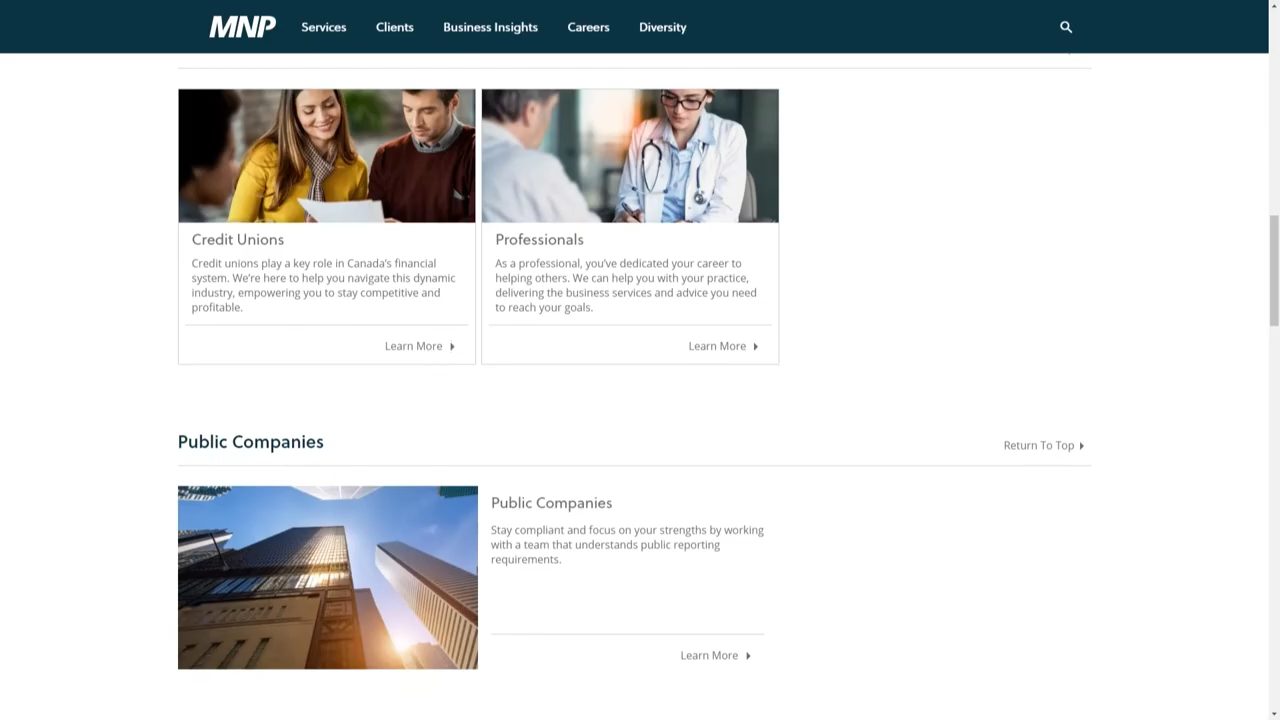 MNP Services Clients Business Insights Careers Diversity
Credit Unions
Credit unions play a key role in Canada's financial
system. We're here to help you navigate this dynamic
industry, empowering you to stay competitive and
profitable.
Learn More
Professionals
As a professional, you've dedicated your career to
helping others. We can help you with your practice,
delivering the business services and advice you need
to reach your goals.
Learn More
Public Companies
Return To Top
Public Companies
Stay compliant and focus on your strengths by working
with a team that understands public reporting
requirements.
Learn More